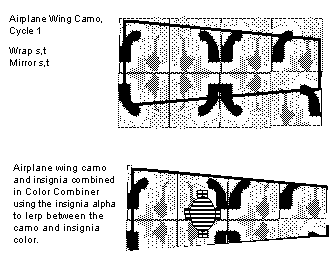 Airplane Wing Camo,
Cycle 1
Wrap s,t
Mirror s,t
Airplane wing camo
and insignia combined
in Color Combiner
using the insignia alpha
to lerp between the
camo and insignia
color.